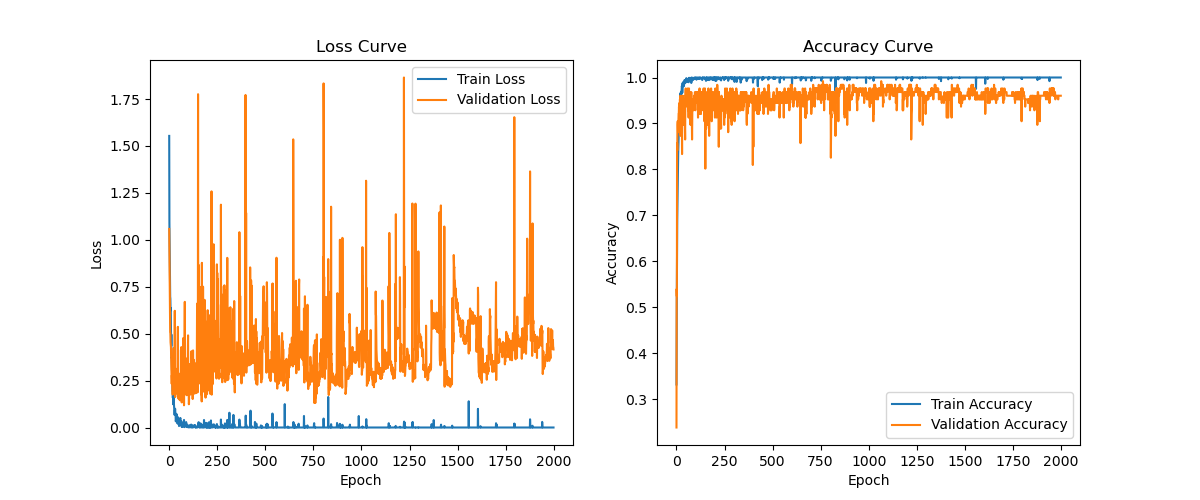 Loss Curve
Train Loss
Validation Loss
1.75
1.50
1.25
1.00
0.75
0.50
0.25
0.00
Loss
0 250 500 750 1000 1250 1500 1750 2000
Epoch
Accuracy Curve
1.0
0.9
0.8
0.7
0.6
0.5
0.4
0.3
Accuracy
Train Accuracy
Validation Accuracy
0 250 500 750 1000 1250 1500 1750 2000
Epoch